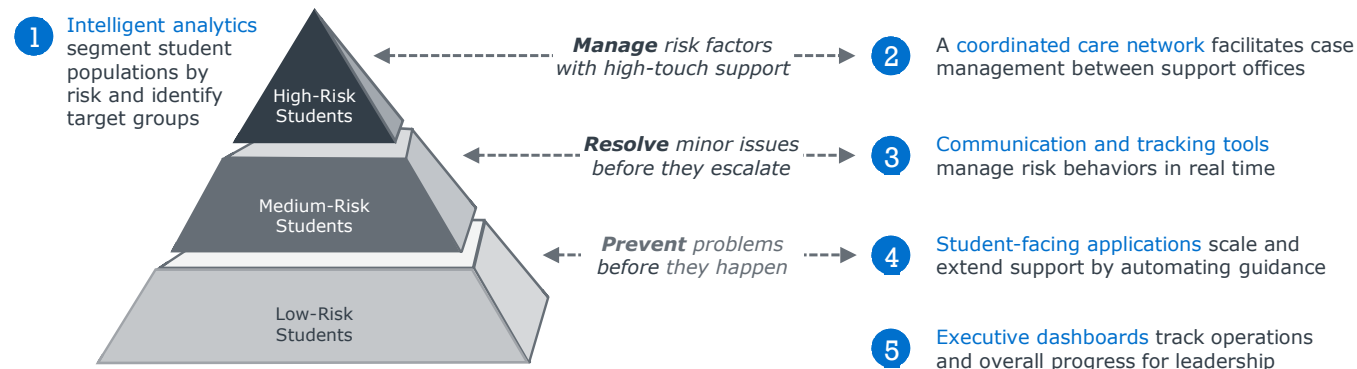 1
Intelligent analytics
segment student
populations by
risk and identify
target groups
High-Risk
Students
Manage risk factors
with high-touch support
2
A coordinated care network facilitates case
management between support offices
Medium-Risk
Students
Resolve minor issues
before they escalate
3
Communication and tracking tools
manage risk behaviors in real time
Low-Risk
Students
Prevent problems
before they happen
4
Student-facing applications scale and
extend support by automating guidance
5
Executive dashboards track operations
and overall progress for leadership